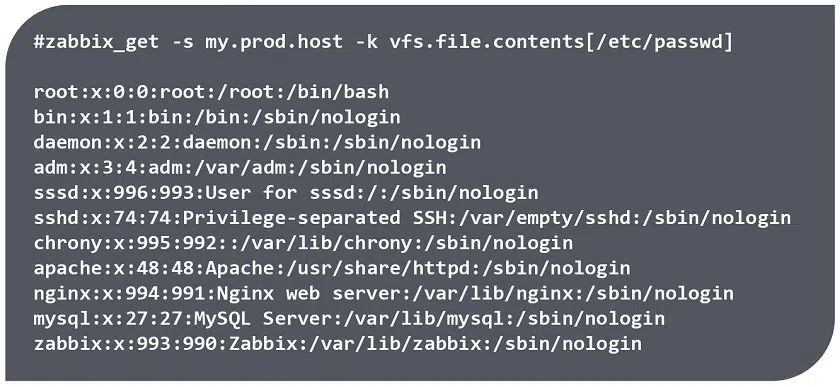 #zabbix_get -s my.prod.host -k vfs.file.contents[/etc/passwd]
root:x:0:0:root:/root:/bin/bash
bin:x:1:1:bin:/bin:/sbin/nologin
daemon:x:2:2:daemon:/sbin:/sbin/nologin
adm:x:3:4:adm:/var/adm:/sbin/nologin
sssd:x:996:993:User for sssd:/:/sbin/nologin
sshd:x:74:74:Privilege-separated SSH:/var/empty/sshd:/sbin/nologin
chrony:x:995:992::/var/lib/chrony:/sbin/nologin
apache:x:48:48:Apache:/usr/share/httpd:/sbin/nologin
nginx:x:994:991:Nginx web server:/var/lib/nginx:/sbin/nologin
mysql:x:27:27:MySQL Server:/var/lib/mysql:/sbin/nologin
zabbix:x:993:990:Zabbix:/var/lib/zabbix:/sbin/nologin